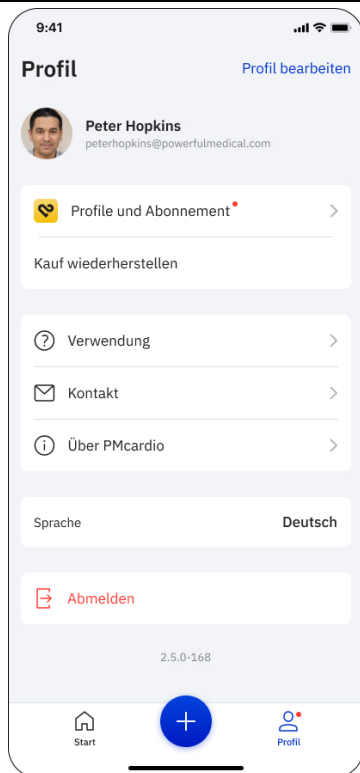 9:41
Profil
Profil bearbeiten
Peter Hopkins
peterhopkins@powerfulmedical.com
Profile und Abonnement
Kauf wiederherstellen
Verwendung
Kontakt
Über PMcardio
Sprache
Deutsch
Abmelden
2.5.0-168
Start
Profil